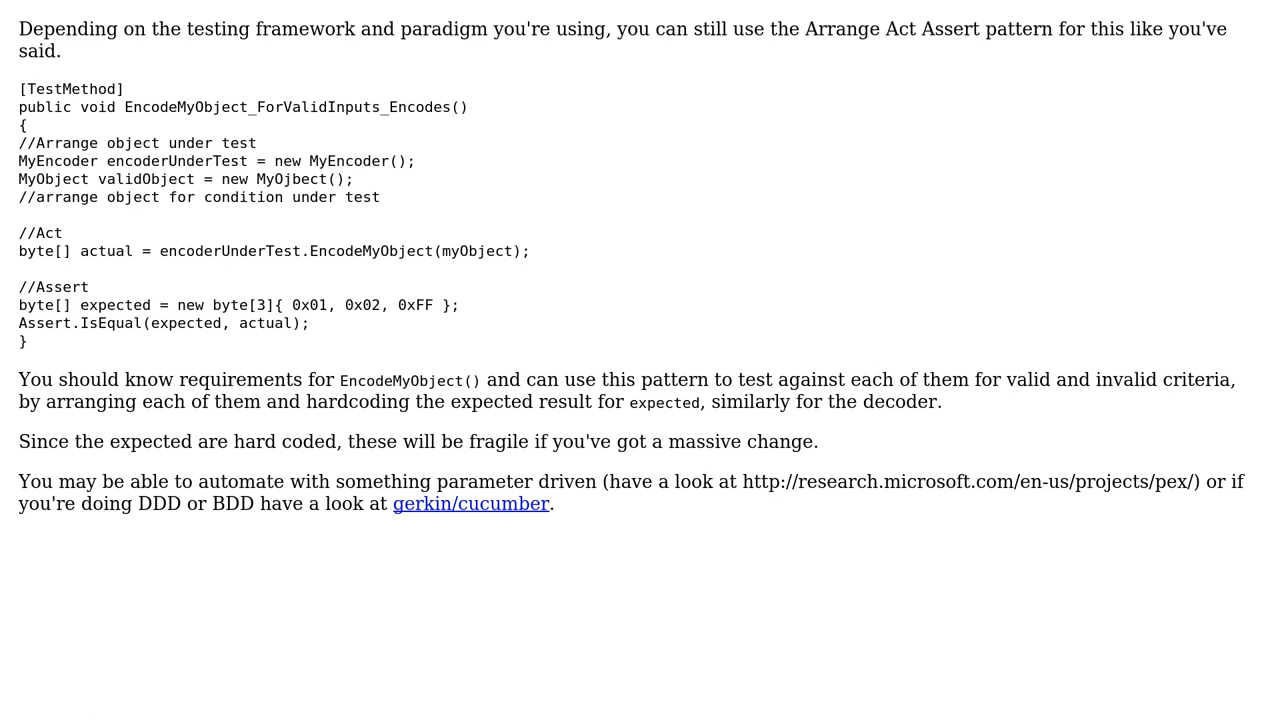 Depending on the testing framework and paradigm you're using, you can still use the Arrange Act Assert pattern for this like you've
said.
[TestMethod]
public void EncodeMyObject_ForValidInputs_Encodes()
{
//Arrange object under test
MyEncoder encoderUnderTest = new MyEncoder();
MyObject validObject = new MyOjbect();
//arrange object for condition under test
//Act
byte[] actual = encoderUnderTest.EncodeMyObject(myObject);
//Assert
byte[] expected = new byte[3]{ 0x01, 0x02, 0xFF };
Assert.IsEqual(expected, actual);
}
You should know requirements for EncodeMyObject() and can use this pattern to test against each of them for valid and invalid criteria,
by arranging each of them and hardcoding the expected result for expected, similarly for the decoder.
Since the expected are hard coded, these will be fragile if you've got a massive change.
You may be able to automate with something parameter driven (have a look at http://research.microsoft.com/en-us/projects/pex/) or if
you're doing DDD or BDD have a look at gerkin/cucumber.